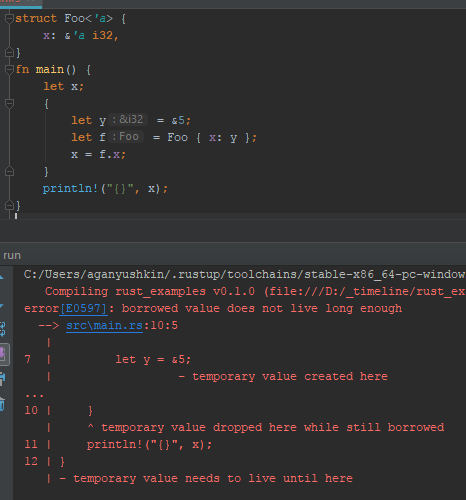 struct Foo<'a> {
    x: &'a i32,
}
fn main() {
    let x;
    {
        let y : &i32 = &5;
        let f : Foo = Foo { x: y };
        x = f.x;
    }
    println!("{}", x);
}
run
C:/Users/aganyushkin/.rustup/toolchains/stable-x86_64-pc-window
   Compiling rust_examples v0.1.0 (file:///D:/_timeline/rust_ex
error[E0597]: borrowed value does not live long enough
  --> src\main.rs:10:5
   |
7  |         let y = &5;
   |                  - temporary value created here
...
10 |     }
   |     ^ temporary value dropped here while still borrowed
11 |     println!("{}", x);
12 | }
   | - temporary value needs to live until here